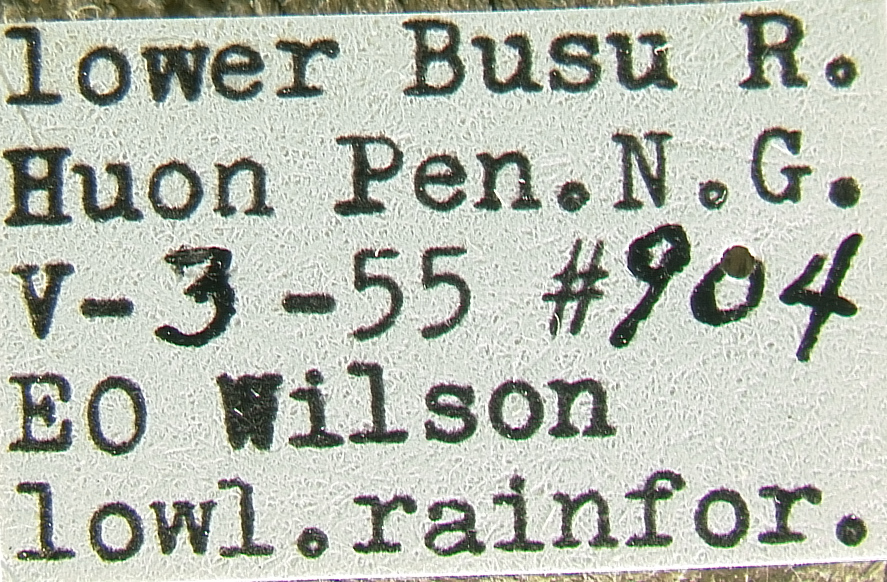 lower Busu R.
Huon Pen.N.G.
V-3-55 #904
EO Wilson
lowl.rainfor.